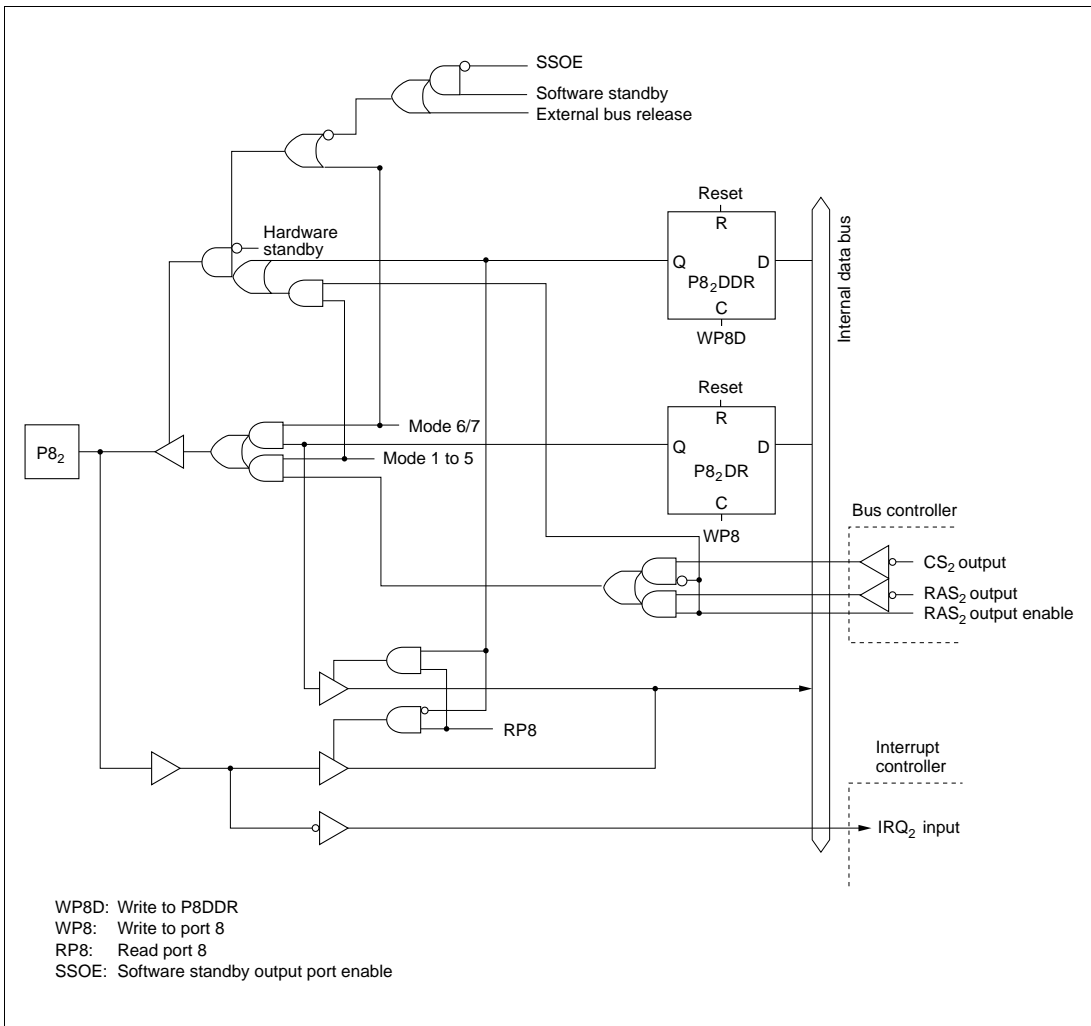 SSOE
Software standby
External bus release
Reset
R
Hardware
standby
Q
D
P8₂DDR
C
WP8D
Internal data bus
Reset
R
Mode 6/7
Q
D
P8₂
Mode 1 to 5
P8₂DR
C
WP8
Bus controller
CS₂ output
RAS₂ output
RAS₂ output enable
RP8
Interrupt
controller
IRQ₂ input
WP8D: Write to P8DDR
WP8: Write to port 8
RP8: Read port 8
SSOE: Software standby output port enable